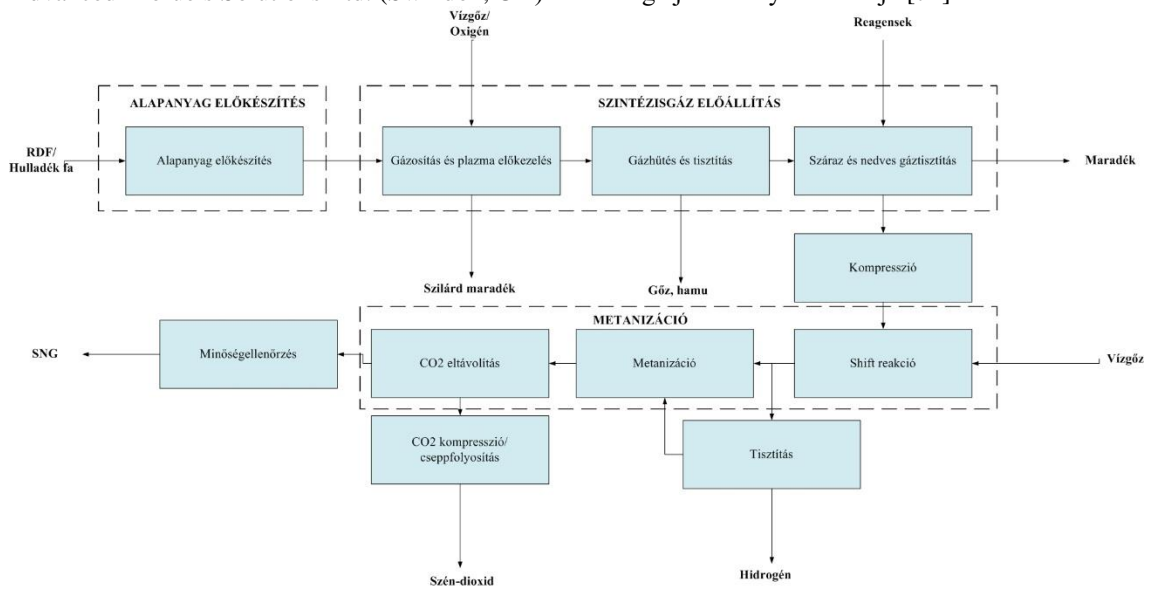 Vízgőz/
Oxigén
Reagensek
ALAPANYAG ELŐKÉSZÍTÉS
SZINTÉZISGÁZ ELŐÁLLÍTÁS
RDF/
Hulladék fa
Alapanyag előkészítés
Gázosítás és plazma előkezelés
Gázhűtés és tisztítás
Száraz és nedves gáztisztítás
Maradék
Kompresszió
Szilárd maradék
Gőz, hamu
METANIZÁCIÓ
SNG
Minőségellenőrzés
CO2 eltávolítás
Metanizáció
Shift reakció
Vízgőz
CO2 kompresszió/
cseppfolyosítás
Tisztítás
Szén-dioxid
Hidrogén